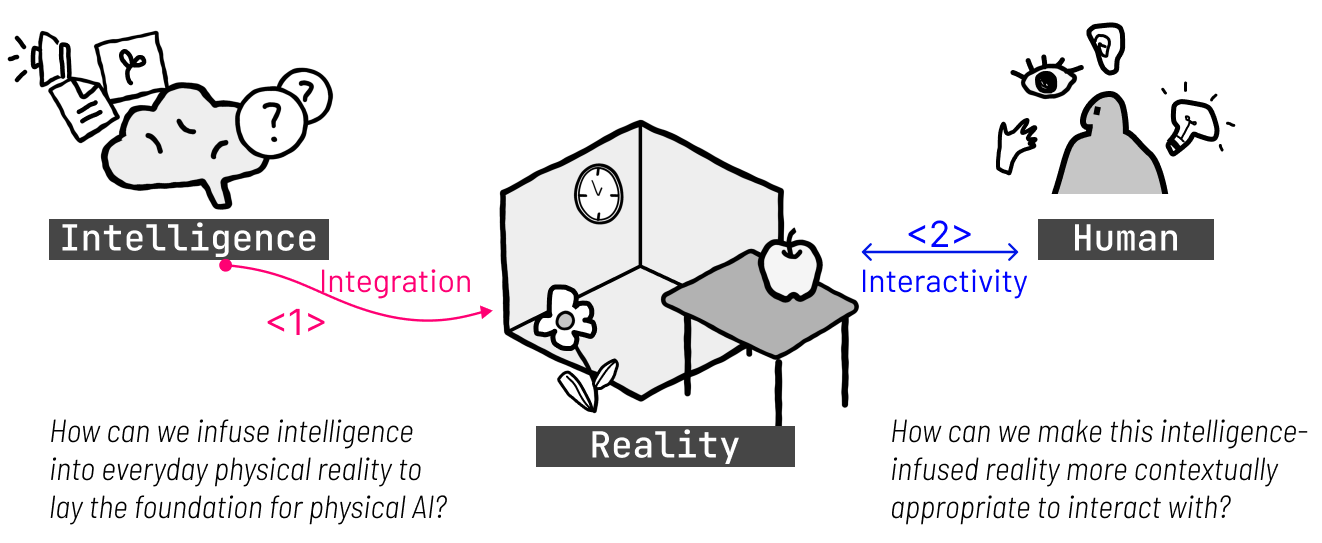 ?
?
Intelligence
Human
<2>
Integration
Interactivity
<1>
How can we infuse intelligence
into everyday physical reality to
lay the foundation for physical AI?
Reality
How can we make this intelligence-
infused reality more contextually
appropriate to interact with?